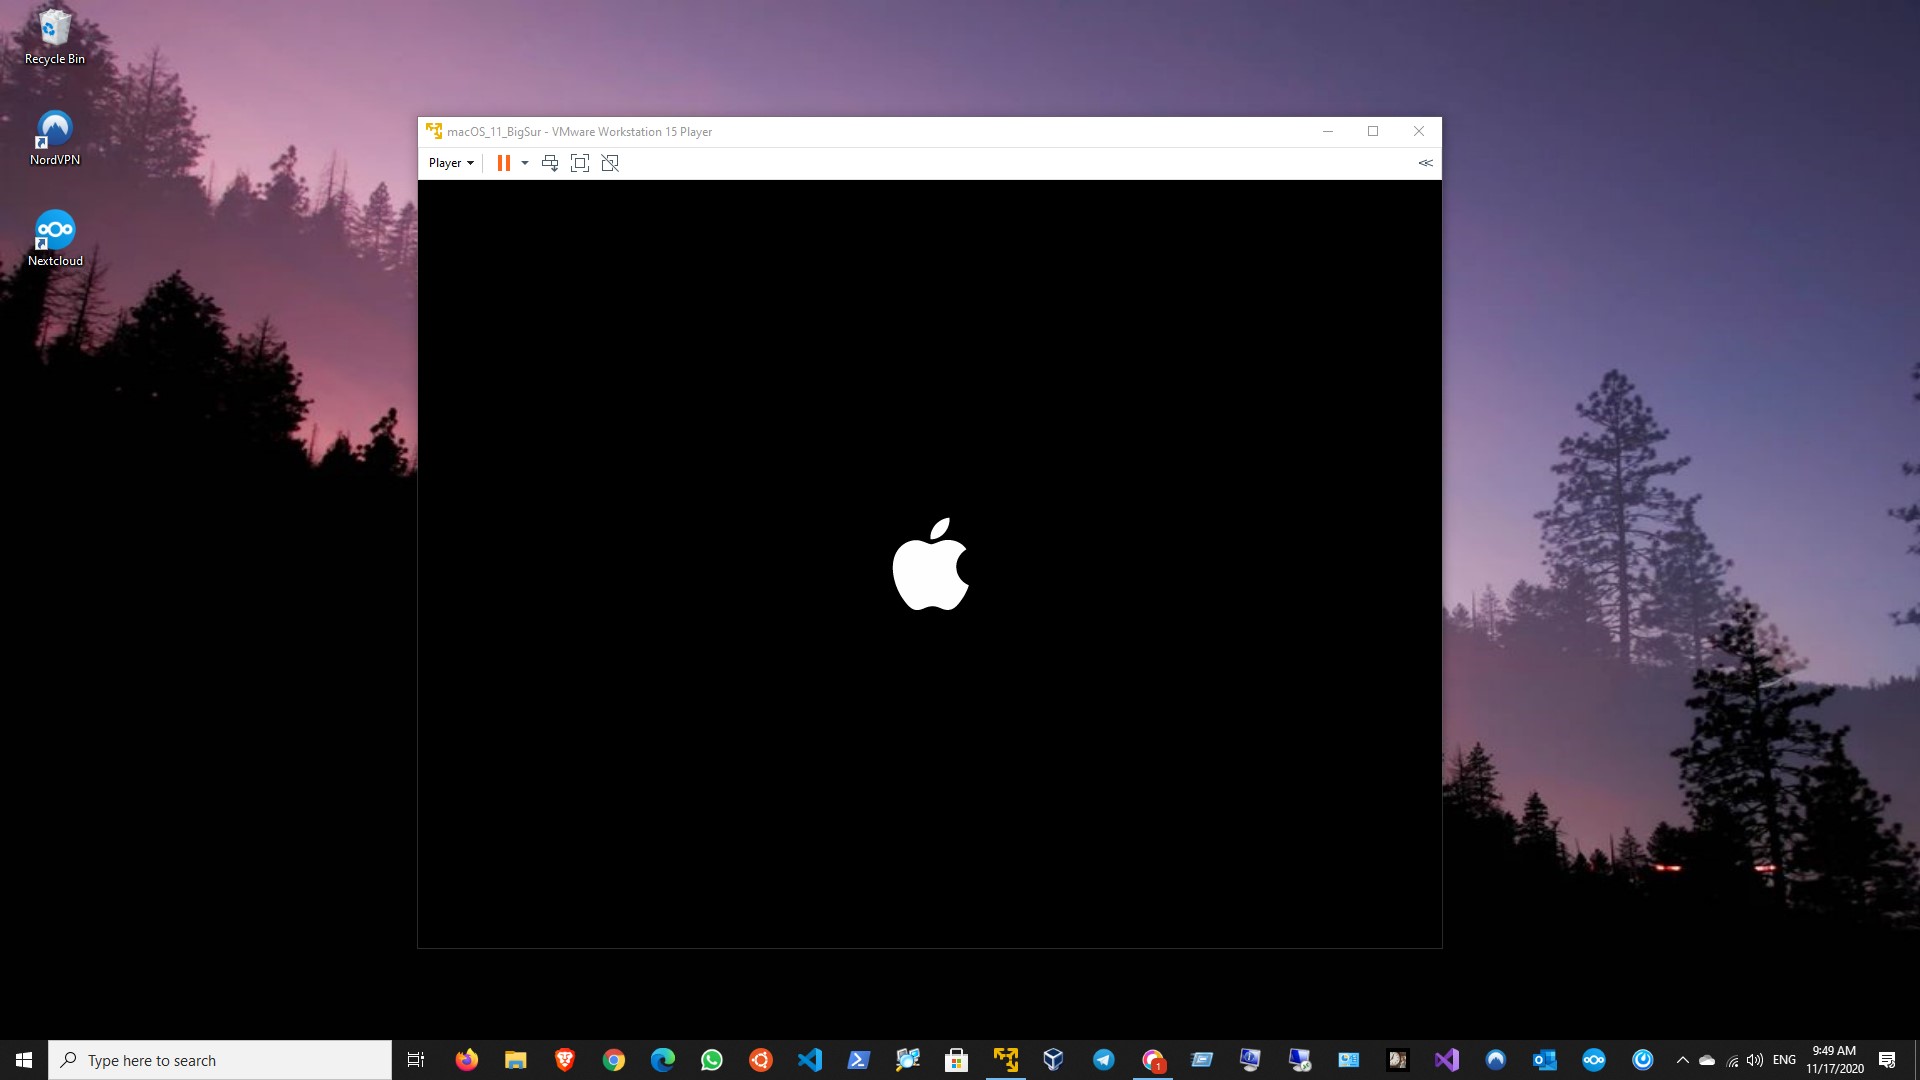 Recycle Bin
NordVPN
Nextcloud
macOS_11_BigSur - VMware Workstation 15 Player
Player
Type here to search
1
ENG
9:49 AM
11/17/2020